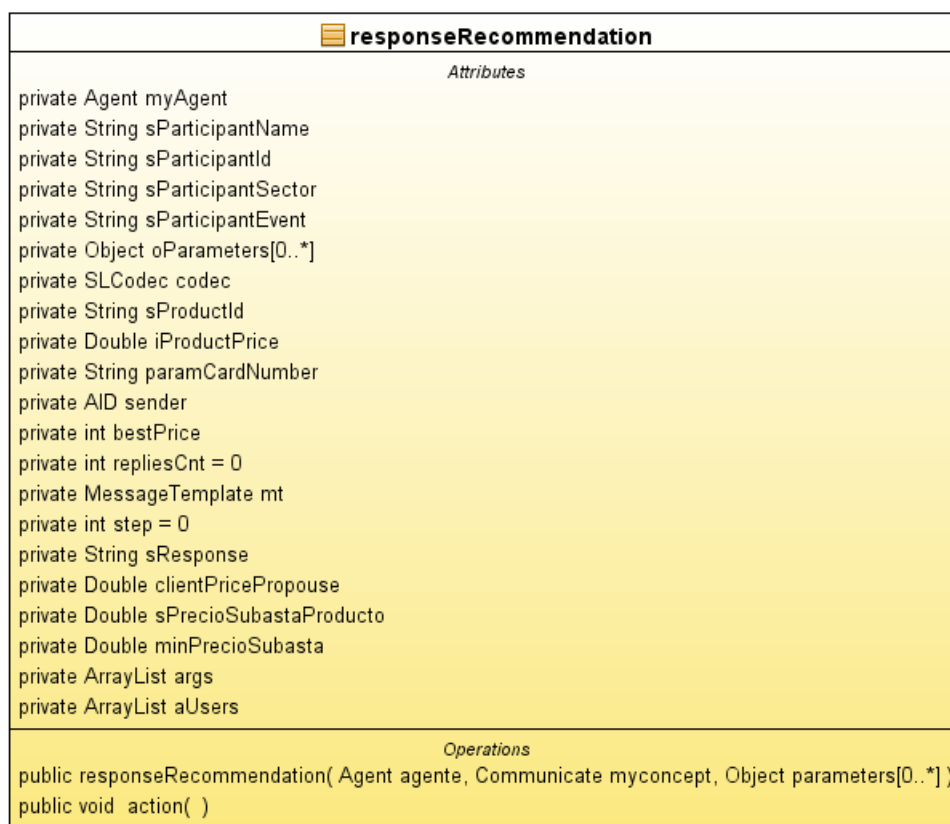 responseRecommendation
Attributes
private Agent myAgent
private String sParticipantName
private String sParticipantId
private String sParticipantSector
private String sParticipantEvent
private Object oParameters[0..*]
private SLCodec codec
private String sProductId
private Double iProductPrice
private String paramCardNumber
private AID sender
private int bestPrice
private int repliesCnt = 0
private MessageTemplate mt
private int step = 0
private String sResponse
private Double clientPricePropouse
private Double sPrecioSubastaProducto
private Double minPrecioSubasta
private ArrayList args
private ArrayList aUsers
Operations
public responseRecommendation( Agent agente, Communicate myconcept, Object parameters[0..*] )
public void action( )